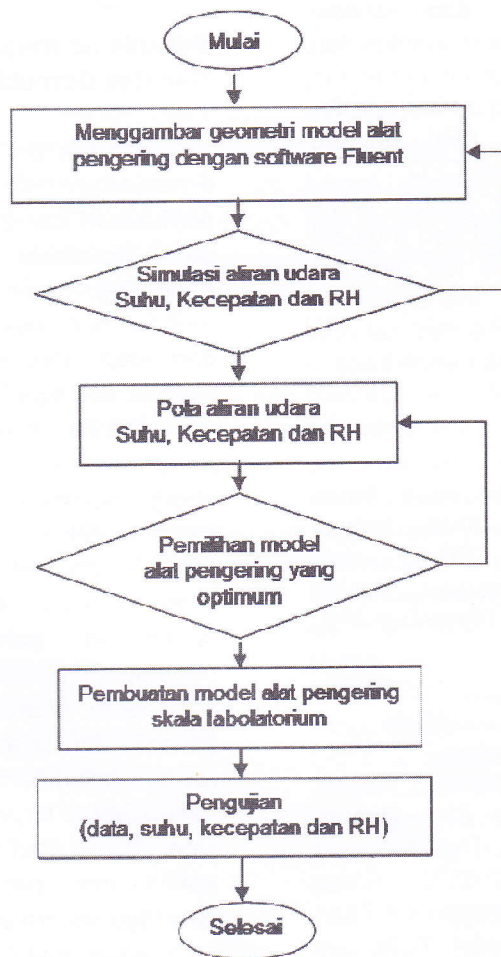 Mulai
Menggambar geometri model alat
pengering dengan software Fluent
Simulasi aliran udara
Suhu, Kecepatan dan RH
Pola aliran udara
Suhu, Kecepatan dan RH
Pemilihan model
alat pengering yang
optimum
Pembuatan model alat pengering
skala labolatorium
Pengujian
(data, suhu, kecepatan dan RH)
Selesai